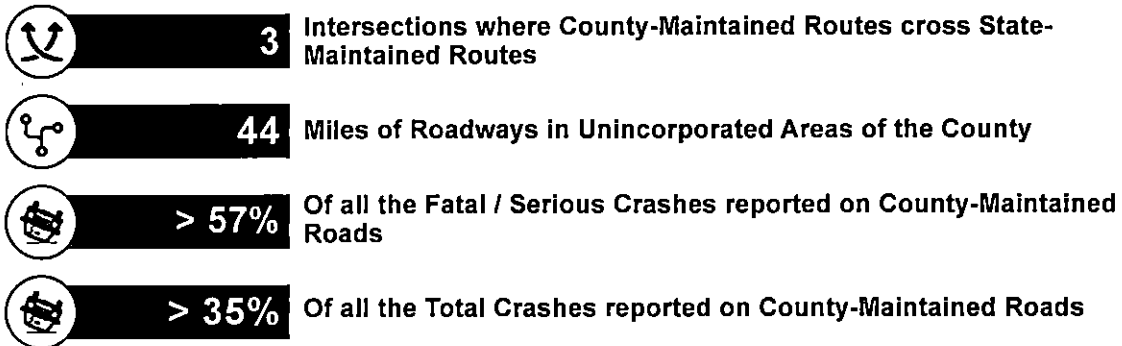 3 Intersections where County-Maintained Routes cross State-
Maintained Routes
44 Miles of Roadways in Unincorporated Areas of the County
> 57% Of all the Fatal / Serious Crashes reported on County-Maintained
Roads
> 35% Of all the Total Crashes reported on County-Maintained Roads